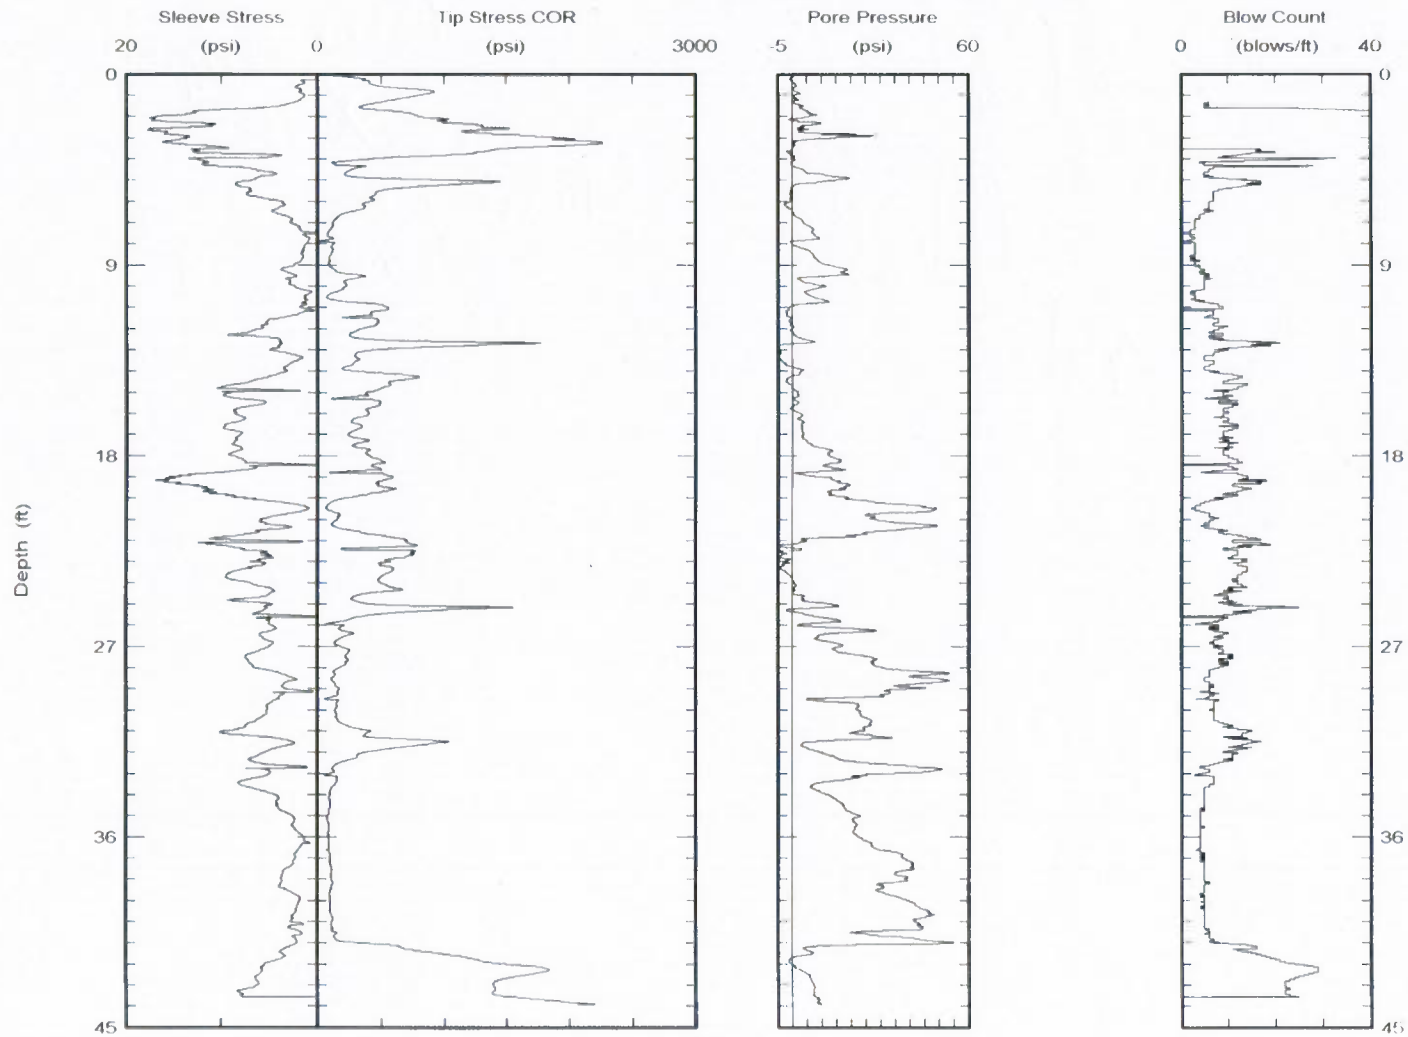 Sleeve Stress
(psi)
20
0
Tip Stress COR
(psi)
3000
Pore Pressure
-5
(psi)
60
Blow Count
0
(blows/ft)
40
Depth (ft)
0
9
18
27
36
45
0
9
18
27
36
45